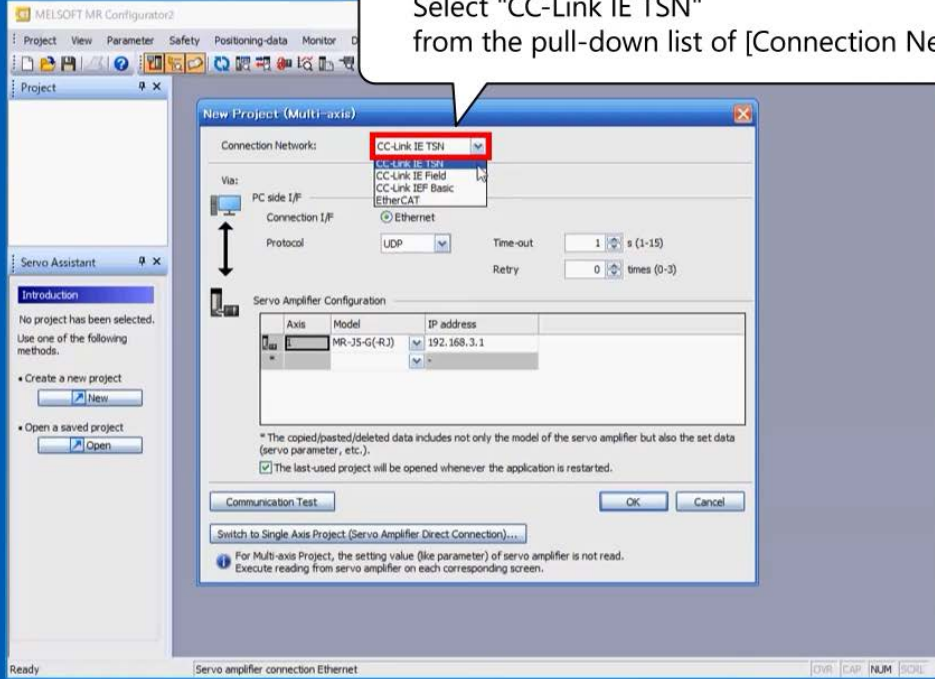 MELSOFT MR Configurator2
Select "CC-Link IE TSN"
from the pull-down list of [Connection Ne
Project View Parameter Safety Positioning-data Monitor D
Project
New Project (Multi-axis)
Connection Network: CC-Link IE TSN
CC-Link IE TSN
CC-Link IE Field
CC-Link IEF Basic
EtherCAT
Via:
PC side I/F
Connection I/F Ethernet
Protocol UDP Time-out 1 s (1-15)
Retry 0 times (0-3)
Servo Assistant
Introduction
No project has been selected.
Use one of the following
methods.
• Create a new project
New
• Open a saved project
Open
Servo Amplifier Configuration
Axis Model IP address
1 MR-J5-G(-RJ) 192.168.3.1
* -
* The copied/pasted/deleted data includes not only the model of the servo amplifier but also the set data
(servo parameter, etc.).
The last-used project will be opened whenever the application is restarted.
Communication Test OK Cancel
Switch to Single Axis Project (Servo Amplifier Direct Connection)...
For Multi-axis Project, the setting value (like parameter) of servo amplifier is not read.
Execute reading from servo amplifier on each corresponding screen.
Ready Servo amplifier connection Ethernet OVR CAP NUM SCRL